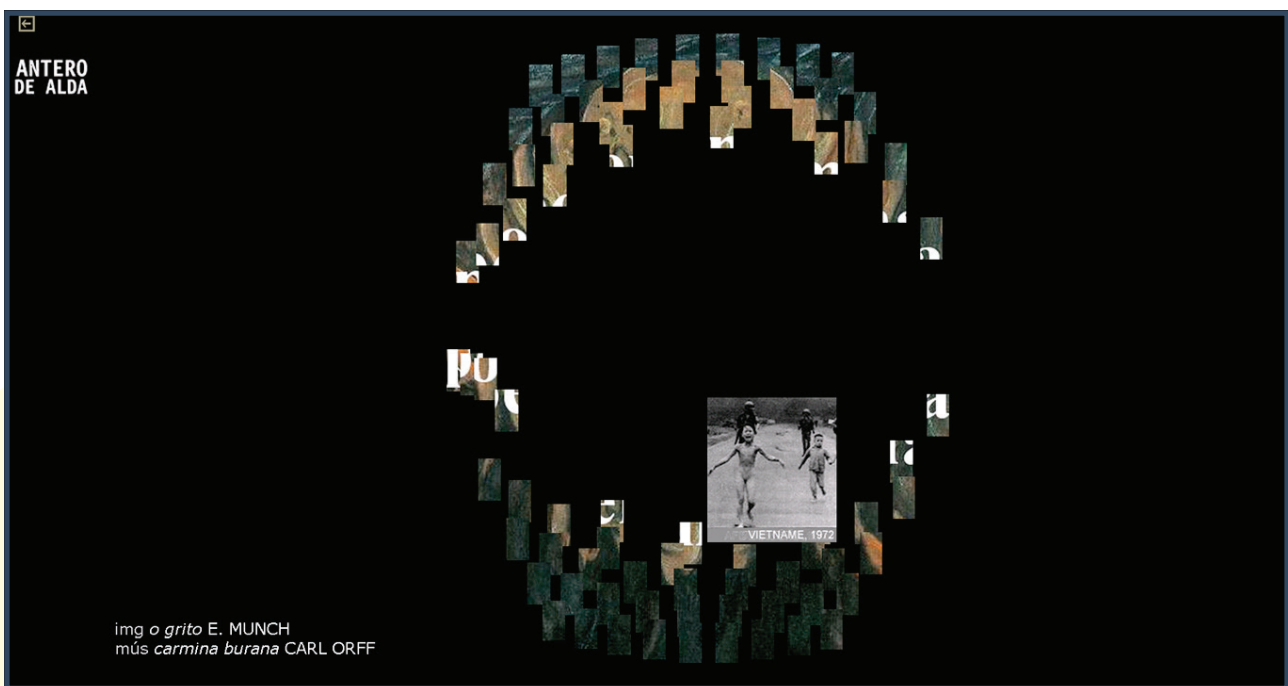 ANTERO
DE ALDA
VIETNAME, 1972
img o grito E. MUNCH
mús carmina burana CARL ORFF